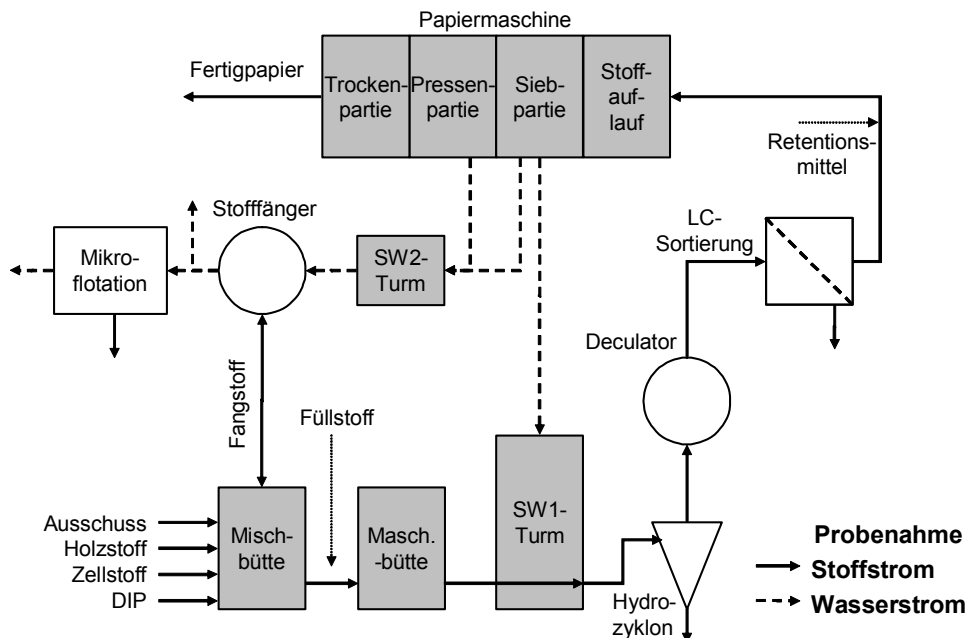 Papiermaschine
Fertigpapier
Trocken-
partie
Pressen-
partie
Sieb-
partie
Stoff-
auf-
lauf
Retentions-
mittel
Stofffänger
LC-
Sortierung
Mikro-
flotation
SW2-
Turm
Deculator
Fangstoff
Füllstoff
Ausschuss
Holzstoff
Zellstoff
DIP
Misch-
bütte
Masch.
-bütte
SW1-
Turm
Hydro-
zyklon
Probenahme
Stoffstrom
Wasserstrom